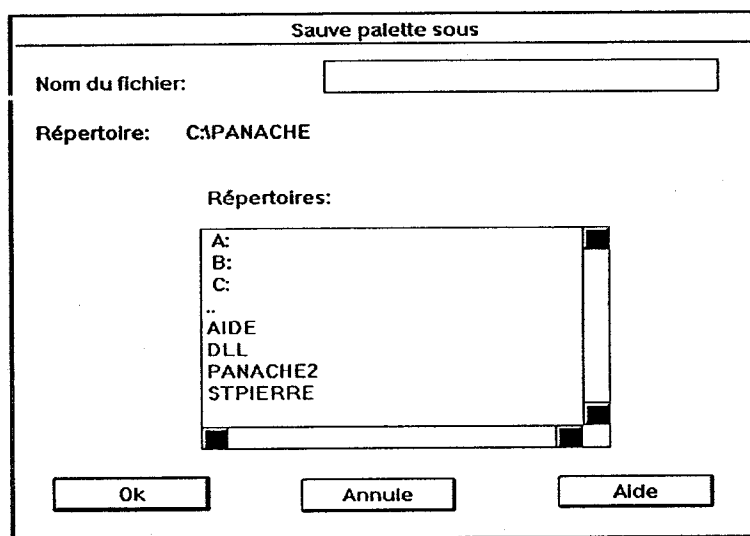 Sauve palette sous
Nom du fichier:
Répertoire: C:\PANACHE
Répertoires:
A:
B:
C:
..
AIDE
DLL
PANACHE2
STPIERRE
Ok Annule Aide